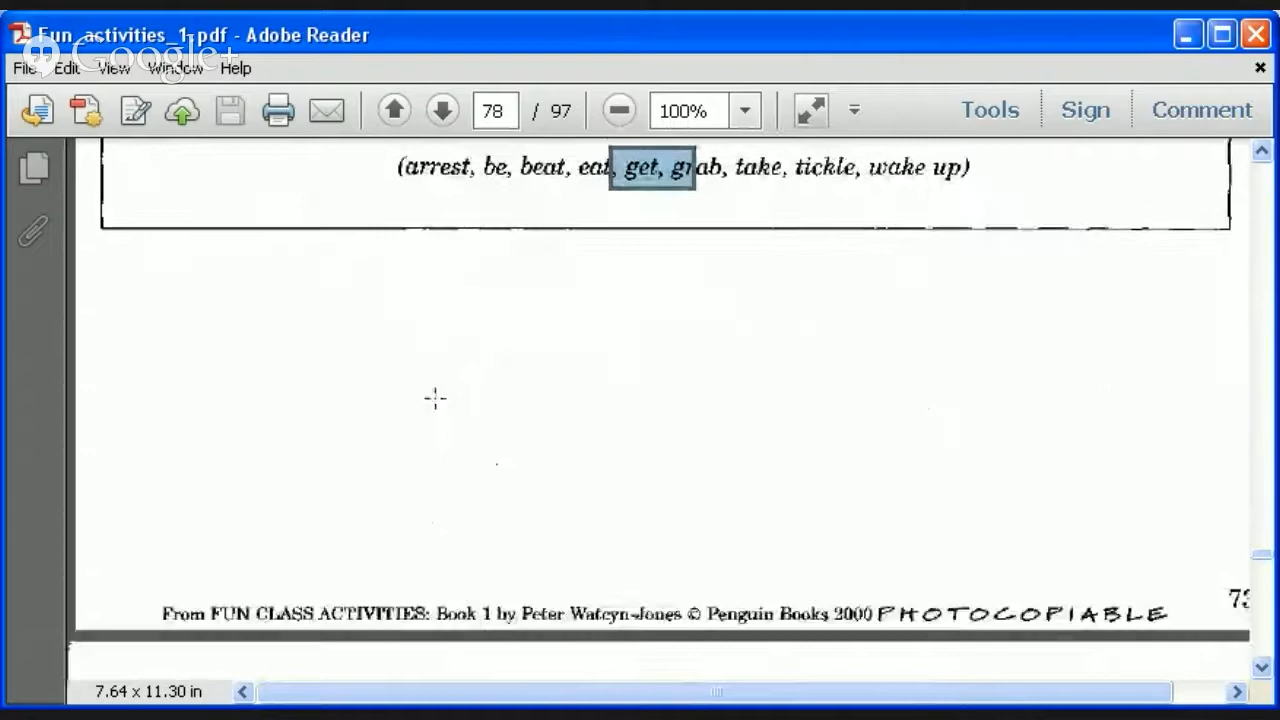 Fun_activities_1.pdf - Adobe Reader
Google+
File Edit View Window Help
78 / 97 100% Tools Sign Comment
(arrest, be, beat, eat, get, grab, take, tickle, wake up)
73
From FUN CLASS ACTIVITIES: Book 1 by Peter Watcyn-Jones © Penguin Books 2000 PHOTOCOPIABLE
7.64 x 11.30 in